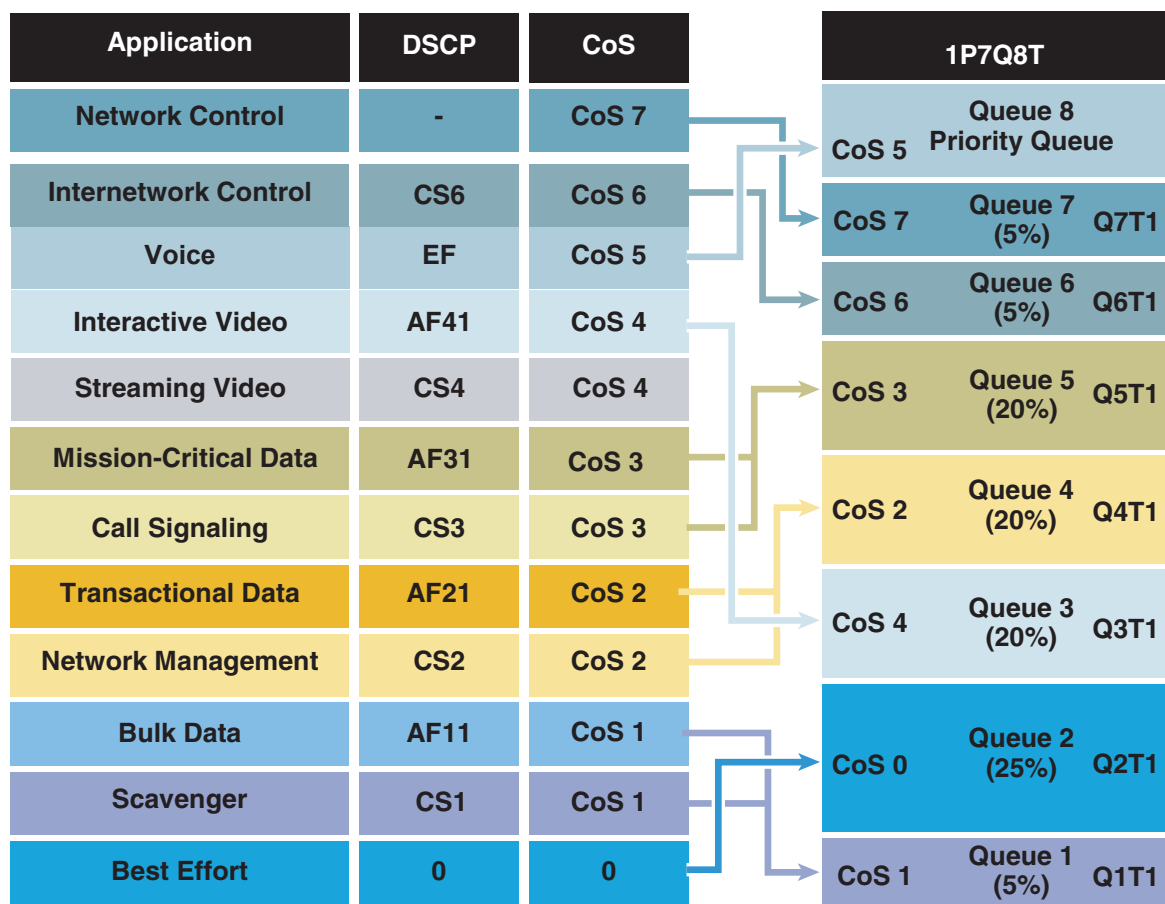 Application DSCP CoS
Network Control - CoS 7
Internetwork Control CS6 CoS 6
Voice EF CoS 5
Interactive Video AF41 CoS 4
Streaming Video CS4 CoS 4
Mission-Critical Data AF31 CoS 3
Call Signaling CS3 CoS 3
Transactional Data AF21 CoS 2
Network Management CS2 CoS 2
Bulk Data AF11 CoS 1
Scavenger CS1 CoS 1
Best Effort 0 0
1P7Q8T
Queue 8
CoS 5 Priority Queue
Queue 7
CoS 7 (5%) Q7T1
Queue 6
CoS 6 (5%) Q6T1
Queue 5
CoS 3 (20%) Q5T1
Queue 4
CoS 2 (20%) Q4T1
Queue 3
CoS 4 (20%) Q3T1
Queue 2
CoS 0 (25%) Q2T1
Queue 1
CoS 1 (5%) Q1T1